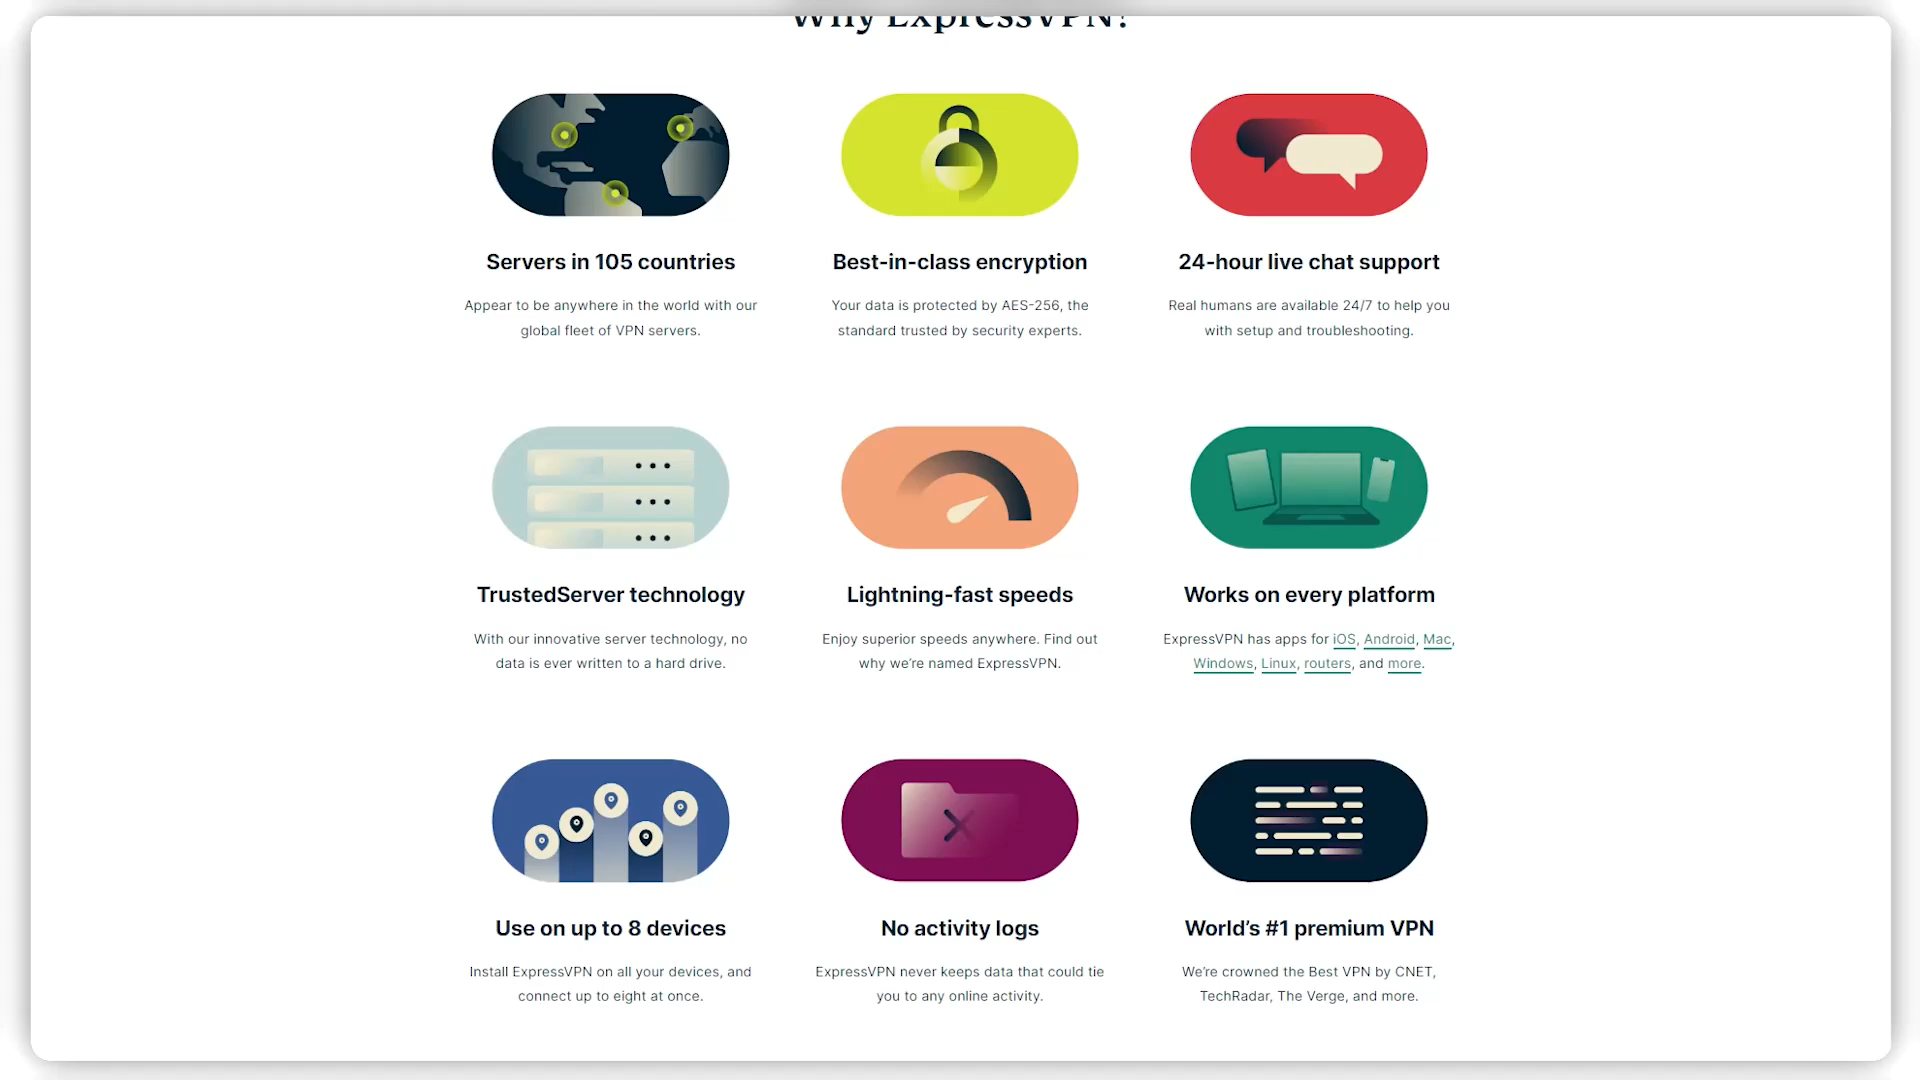 Why ExpressVPN?
Servers in 105 countries
Appear to be anywhere in the world with our
global fleet of VPN servers.
Best-in-class encryption
Your data is protected by AES-256, the
standard trusted by security experts.
24-hour live chat support
Real humans are available 24/7 to help you
with setup and troubleshooting.
TrustedServer technology
With our innovative server technology, no
data is ever written to a hard drive.
Lightning-fast speeds
Enjoy superior speeds anywhere. Find out
why we’re named ExpressVPN.
Works on every platform
ExpressVPN has apps for iOS, Android, Mac,
Windows, Linux, routers, and more.
Use on up to 8 devices
Install ExpressVPN on all your devices, and
connect up to eight at once.
No activity logs
ExpressVPN never keeps data that could tie
you to any online activity.
World’s #1 premium VPN
We’re crowned the Best VPN by CNET,
TechRadar, The Verge, and more.